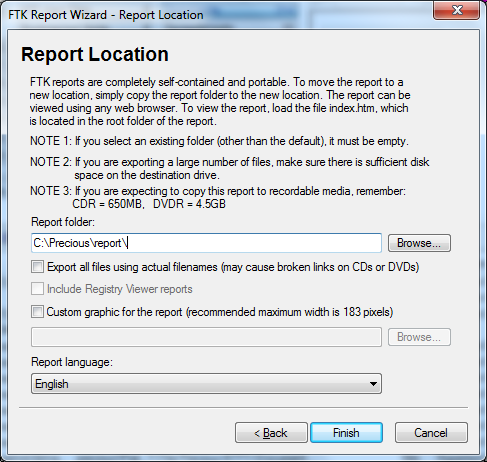 FTK Report Wizard - Report Location
Report Location
FTK reports are completely self-contained and portable. To move the report to a
new location, simply copy the report folder to the new location. The report can be
viewed using any web browser. To view the report, load the file index.htm, which
is located in the root folder of the report.
NOTE 1: If you select an existing folder (other than the default), it must be empty.
NOTE 2: If you are exporting a large number of files, make sure there is sufficient disk
space on the destination drive.
NOTE 3: If you are expecting to copy this report to recordable media, remember:
CDR = 650MB, DVDR = 4.5GB
Report folder:
C:\Precious\report\
Browse...
Export all files using actual filenames (may cause broken links on CDs or DVDs)
Include Registry Viewer reports
Custom graphic for the report (recommended maximum width is 183 pixels)
Browse...
Report language:
English
< Back Finish Cancel